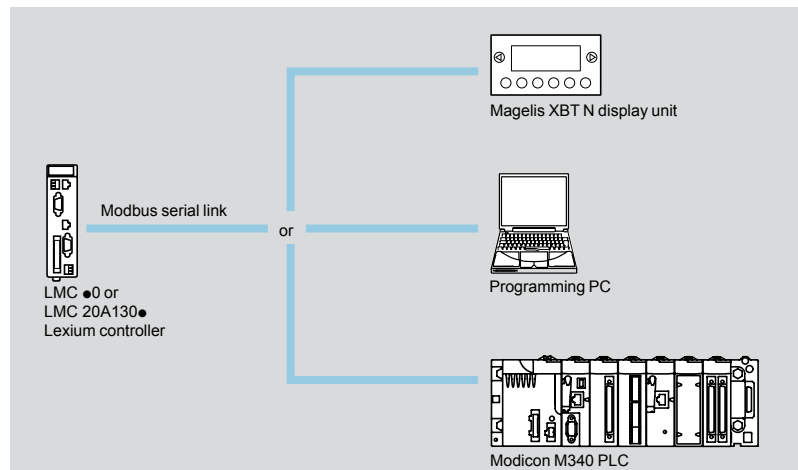 Magelis XBT N display unit
Modbus serial link
or
Programming PC
LMC ●0 or
LMC 20A130●
Lexium controller
Modicon M340 PLC